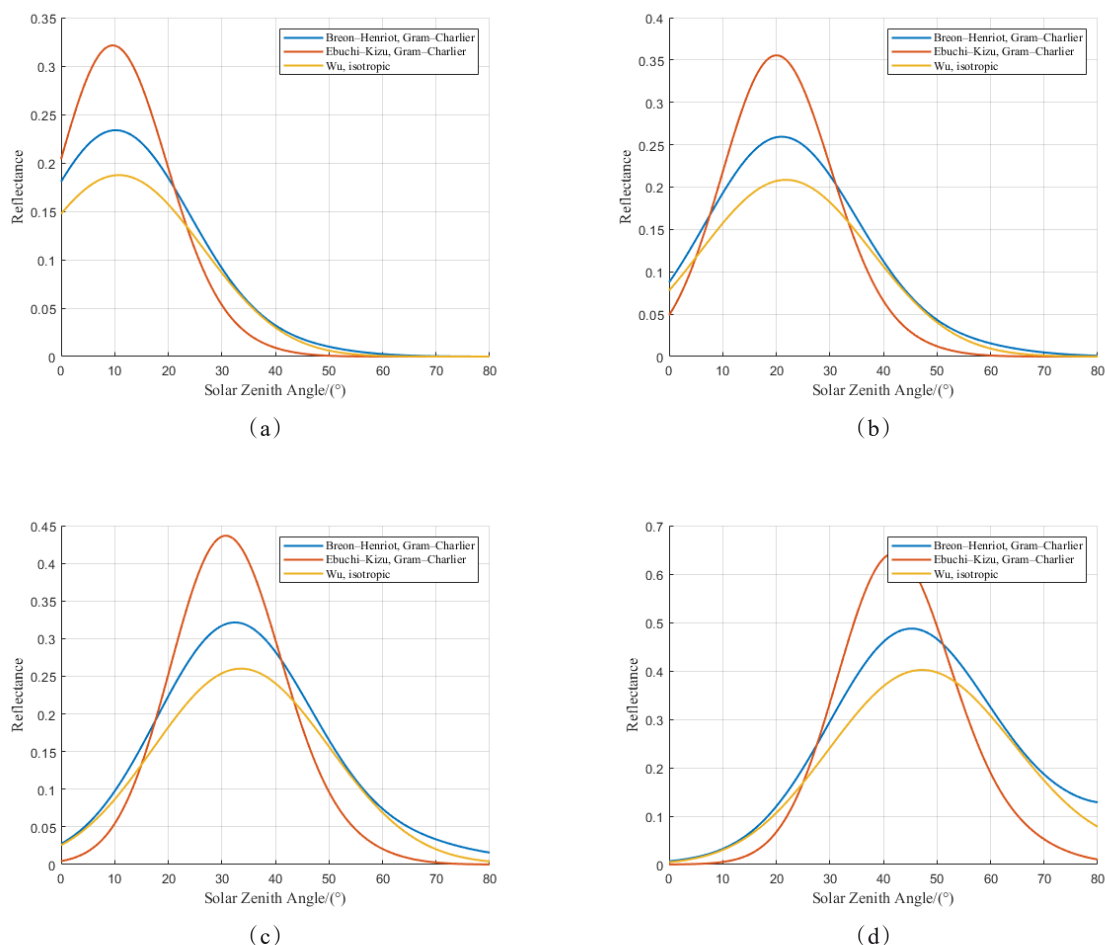 0.35
0.3
0.25
0.2
0.15
0.1
0.05
0
Reflectance
Breon–Henriot, Gram–Charlier
Ebuchi–Kizu, Gram–Charlier
Wu, isotropic
0 10 20 30 40 50 60 70 80
Solar Zenith Angle/(°)
(a)
0.4
0.35
0.3
0.25
0.2
0.15
0.1
0.05
0
Reflectance
Breon–Henriot, Gram–Charlier
Ebuchi–Kizu, Gram–Charlier
Wu, isotropic
0 10 20 30 40 50 60 70 80
Solar Zenith Angle/(°)
(b)
0.45
0.4
0.35
0.3
0.25
0.2
0.15
0.1
0.05
0
Reflectance
Breon–Henriot, Gram–Charlier
Ebuchi–Kizu, Gram–Charlier
Wu, isotropic
0 10 20 30 40 50 60 70 80
Solar Zenith Angle/(°)
(c)
0.7
0.6
0.5
0.4
0.3
0.2
0.1
0
Reflectance
Breon–Henriot, Gram–Charlier
Ebuchi–Kizu, Gram–Charlier
Wu, isotropic
0 10 20 30 40 50 60 70 80
Solar Zenith Angle/(°)
(d)